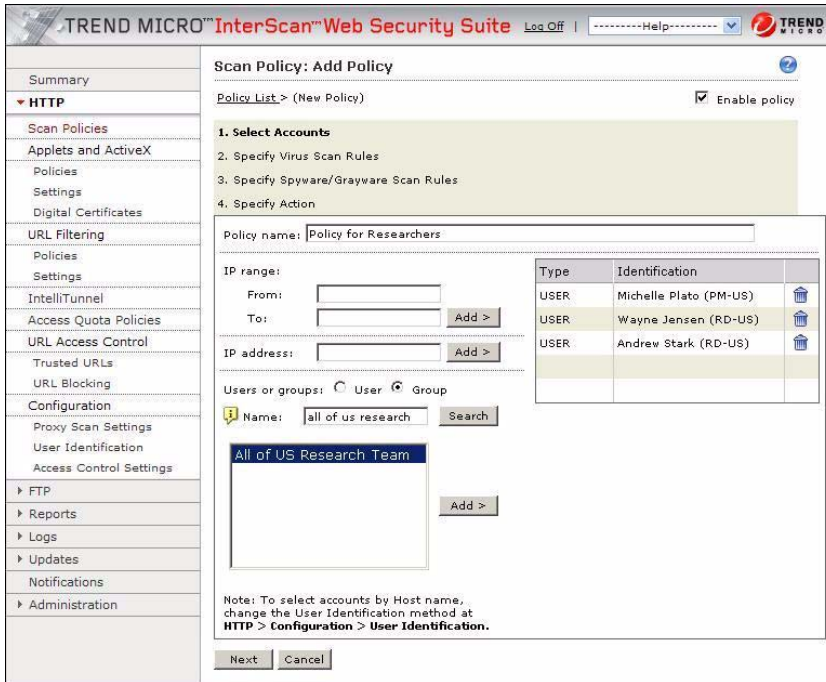 TREND MICRO™ InterScan™ Web Security Suite Log Off | ---------Help--------- TREND MICRO
Summary
HTTP
Scan Policies
Applets and ActiveX
Policies
Settings
Digital Certificates
URL Filtering
Policies
Settings
IntelliTunnel
Access Quota Policies
URL Access Control
Trusted URLs
URL Blocking
Configuration
Proxy Scan Settings
User Identification
Access Control Settings
FTP
Reports
Logs
Updates
Notifications
Administration
Scan Policy: Add Policy
Policy List > (New Policy) Enable policy
1. Select Accounts
2. Specify Virus Scan Rules
3. Specify Spyware/Grayware Scan Rules
4. Specify Action
Policy name: Policy for Researchers
IP range:
From:
To: Add >
IP address: Add >
Users or groups: User Group
Name: all of us research Search
All of US Research Team
Add >
Type Identification
USER Michelle Plato (PM-US)
USER Wayne Jensen (RD-US)
USER Andrew Stark (RD-US)
Note: To select accounts by Host name,
change the User Identification method at
HTTP > Configuration > User Identification.
Next Cancel